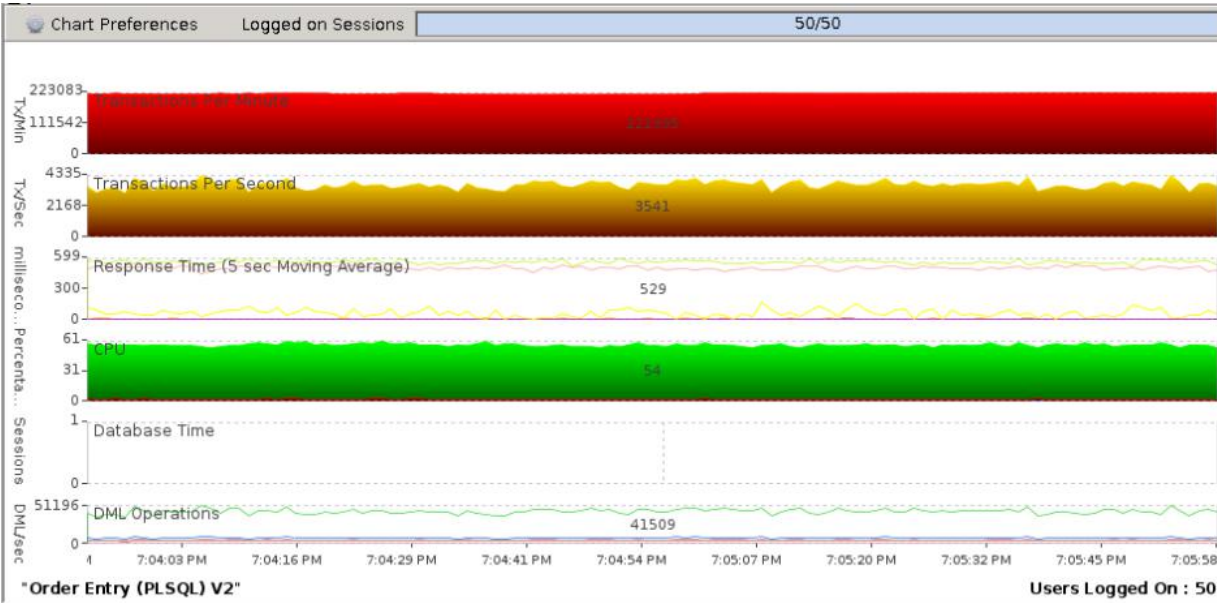 Chart Preferences Logged on Sessions 50/50
223083
Transactions Per Minute
Tx/Min
111542
0
4335
Transactions Per Second
Tx/Sec
2168
3541
0
599
Response Time (5 sec Moving Average)
milliseco...
300
529
0
61
CPU
Percenta...
31
54
0
1
Database Time
Sessions
0
51196
DML Operations
DML/sec
41509
0
4 7:04:03 PM 7:04:16 PM 7:04:29 PM 7:04:41 PM 7:04:54 PM 7:05:07 PM 7:05:20 PM 7:05:32 PM 7:05:45 PM 7:05:58
"Order Entry (PLSQL) V2" Users Logged On : 50